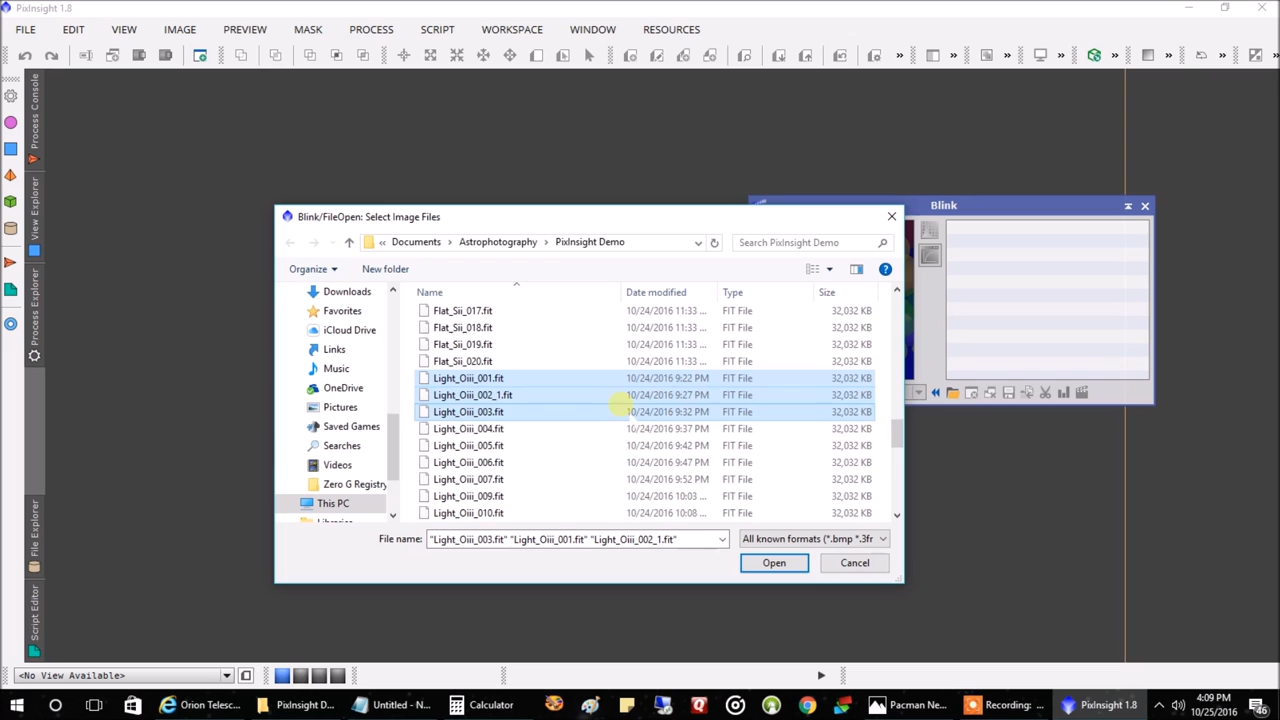 PixInsight 1.8
FILE EDIT VIEW IMAGE PREVIEW MASK PROCESS SCRIPT WORKSPACE WINDOW RESOURCES
Process Console
View Explorer
Process Explorer
File Explorer
Script Editor
Blink
Blink/FileOpen: Select Image Files
« Documents > Astrophotography > PixInsight Demo
Search PixInsight Demo
Organize New folder
Downloads
Favorites
iCloud Drive
Links
Music
OneDrive
Pictures
Saved Games
Searches
Videos
Zero G Registry
This PC
Libraries
Name Date modified Type Size
Flat_Sii_017.fit 10/24/2016 11:33 ... FIT File 32,032 KB
Flat_Sii_018.fit 10/24/2016 11:33 ... FIT File 32,032 KB
Flat_Sii_019.fit 10/24/2016 11:33 ... FIT File 32,032 KB
Flat_Sii_020.fit 10/24/2016 11:33 ... FIT File 32,032 KB
Light_Oiii_001.fit 10/24/2016 9:22 PM FIT File 32,032 KB
Light_Oiii_002_1.fit 10/24/2016 9:27 PM FIT File 32,032 KB
Light_Oiii_003.fit 10/24/2016 9:32 PM FIT File 32,032 KB
Light_Oiii_004.fit 10/24/2016 9:37 PM FIT File 32,032 KB
Light_Oiii_005.fit 10/24/2016 9:42 PM FIT File 32,032 KB
Light_Oiii_006.fit 10/24/2016 9:47 PM FIT File 32,032 KB
Light_Oiii_007.fit 10/24/2016 9:52 PM FIT File 32,032 KB
Light_Oiii_009.fit 10/24/2016 10:03 ... FIT File 32,032 KB
Light_Oiii_010.fit 10/24/2016 10:08 ... FIT File 32,032 KB
File name: "Light_Oiii_003.fit" "Light_Oiii_001.fit" "Light_Oiii_002_1.fit" All known formats (*.bmp *.3fr
Open Cancel
<No View Available>
Orion Telesc... PixInsight D... Untitled - N... Calculator Pacman Ne... Recording: ... PixInsight 1.8
4:09 PM
10/25/2016
46